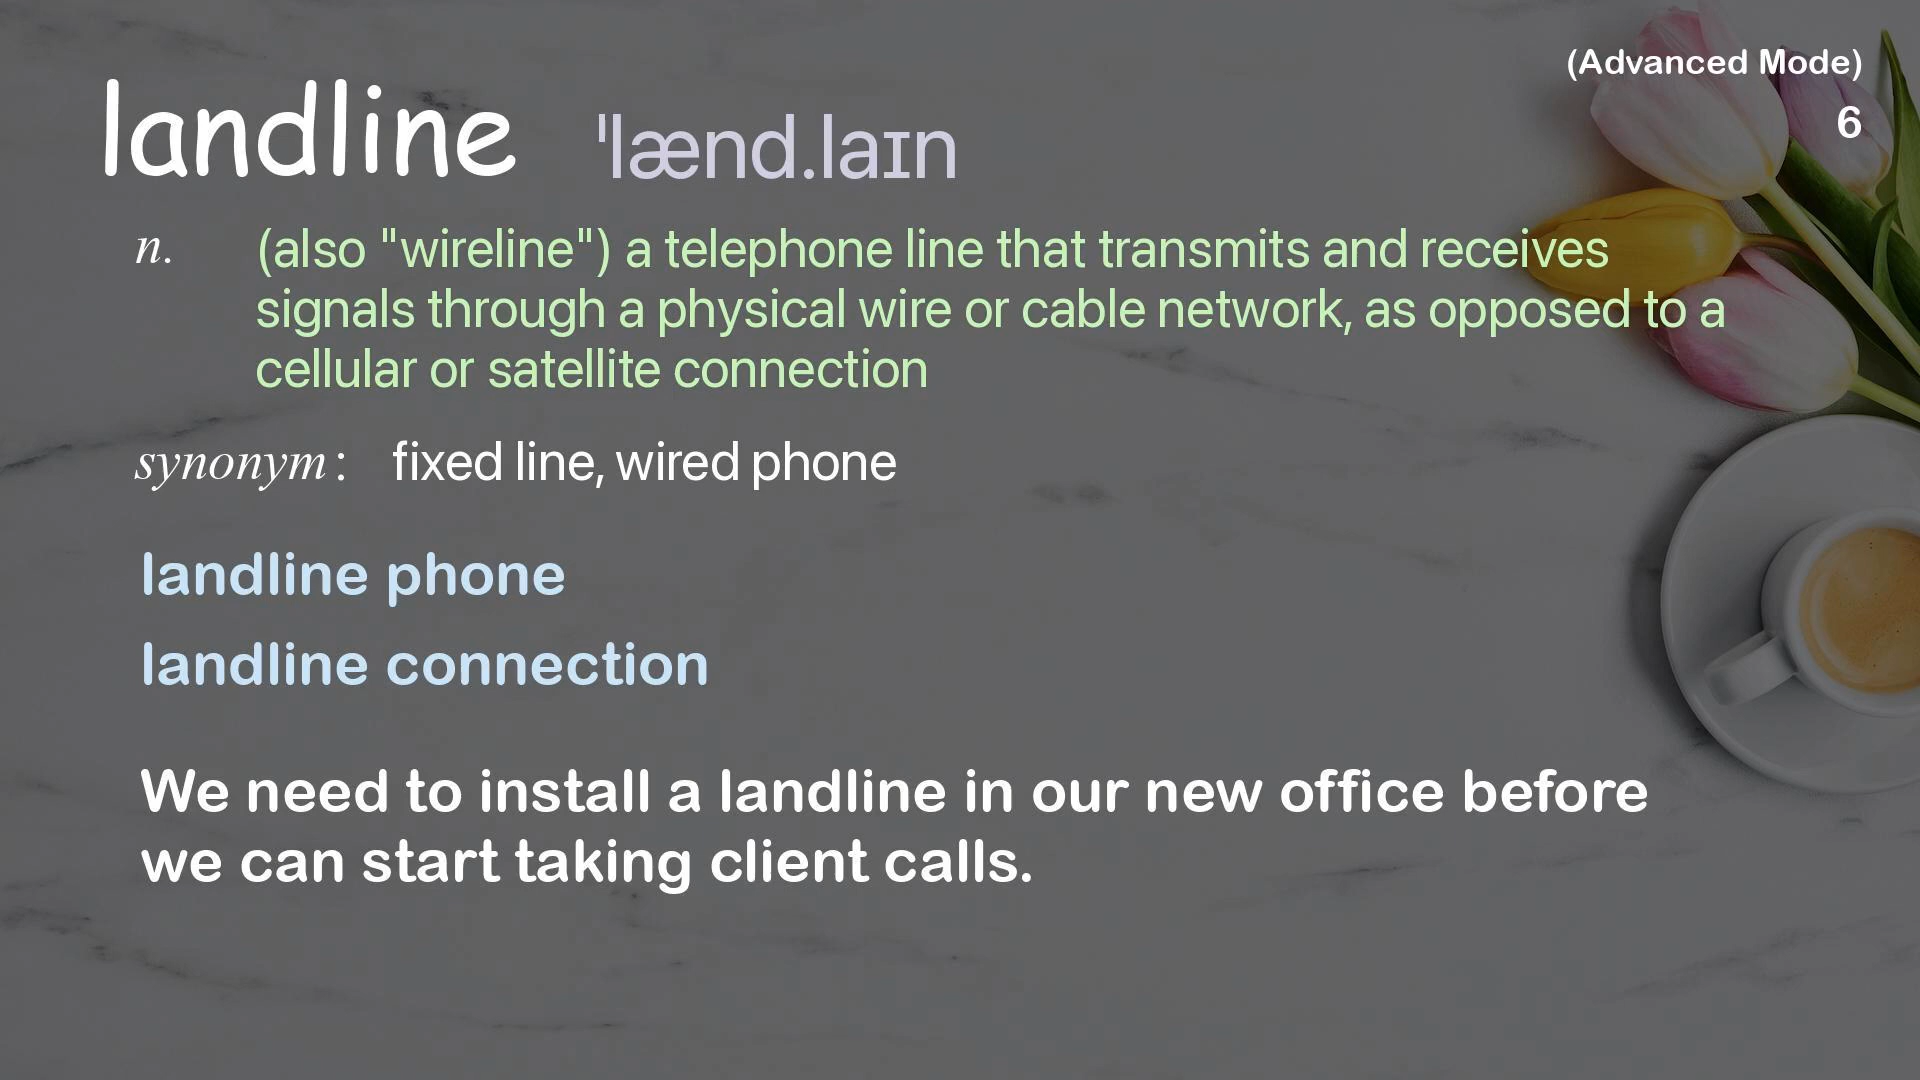 (Advanced Mode)
6
landline ˈlænd.laɪn
n. (also "wireline") a telephone line that transmits and receives
signals through a physical wire or cable network, as opposed to a
cellular or satellite connection
synonym: fixed line, wired phone
landline phone
landline connection
We need to install a landline in our new office before
we can start taking client calls.